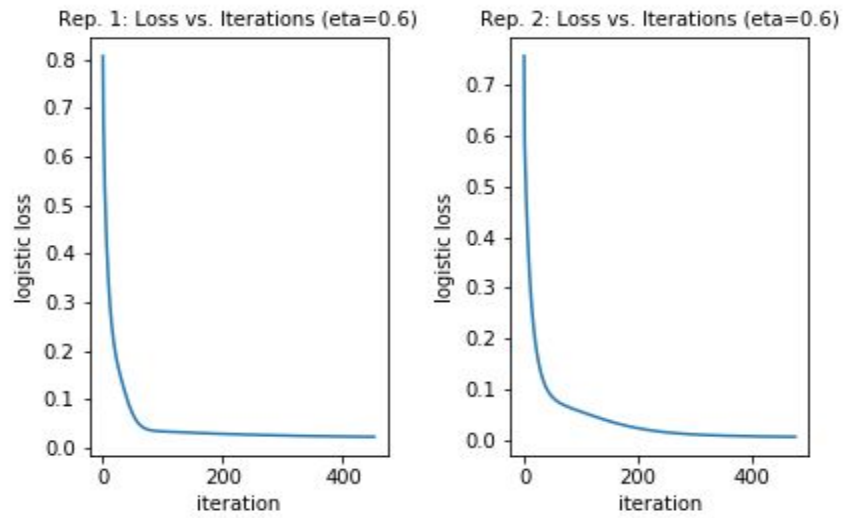 Rep. 1: Loss vs. Iterations (eta=0.6)
0.8
0.7
0.6
0.5
0.4
0.3
0.2
0.1
0.0
logistic loss
0 200 400
iteration
Rep. 2: Loss vs. Iterations (eta=0.6)
0.7
0.6
0.5
0.4
0.3
0.2
0.1
0.0
logistic loss
0 200 400
iteration